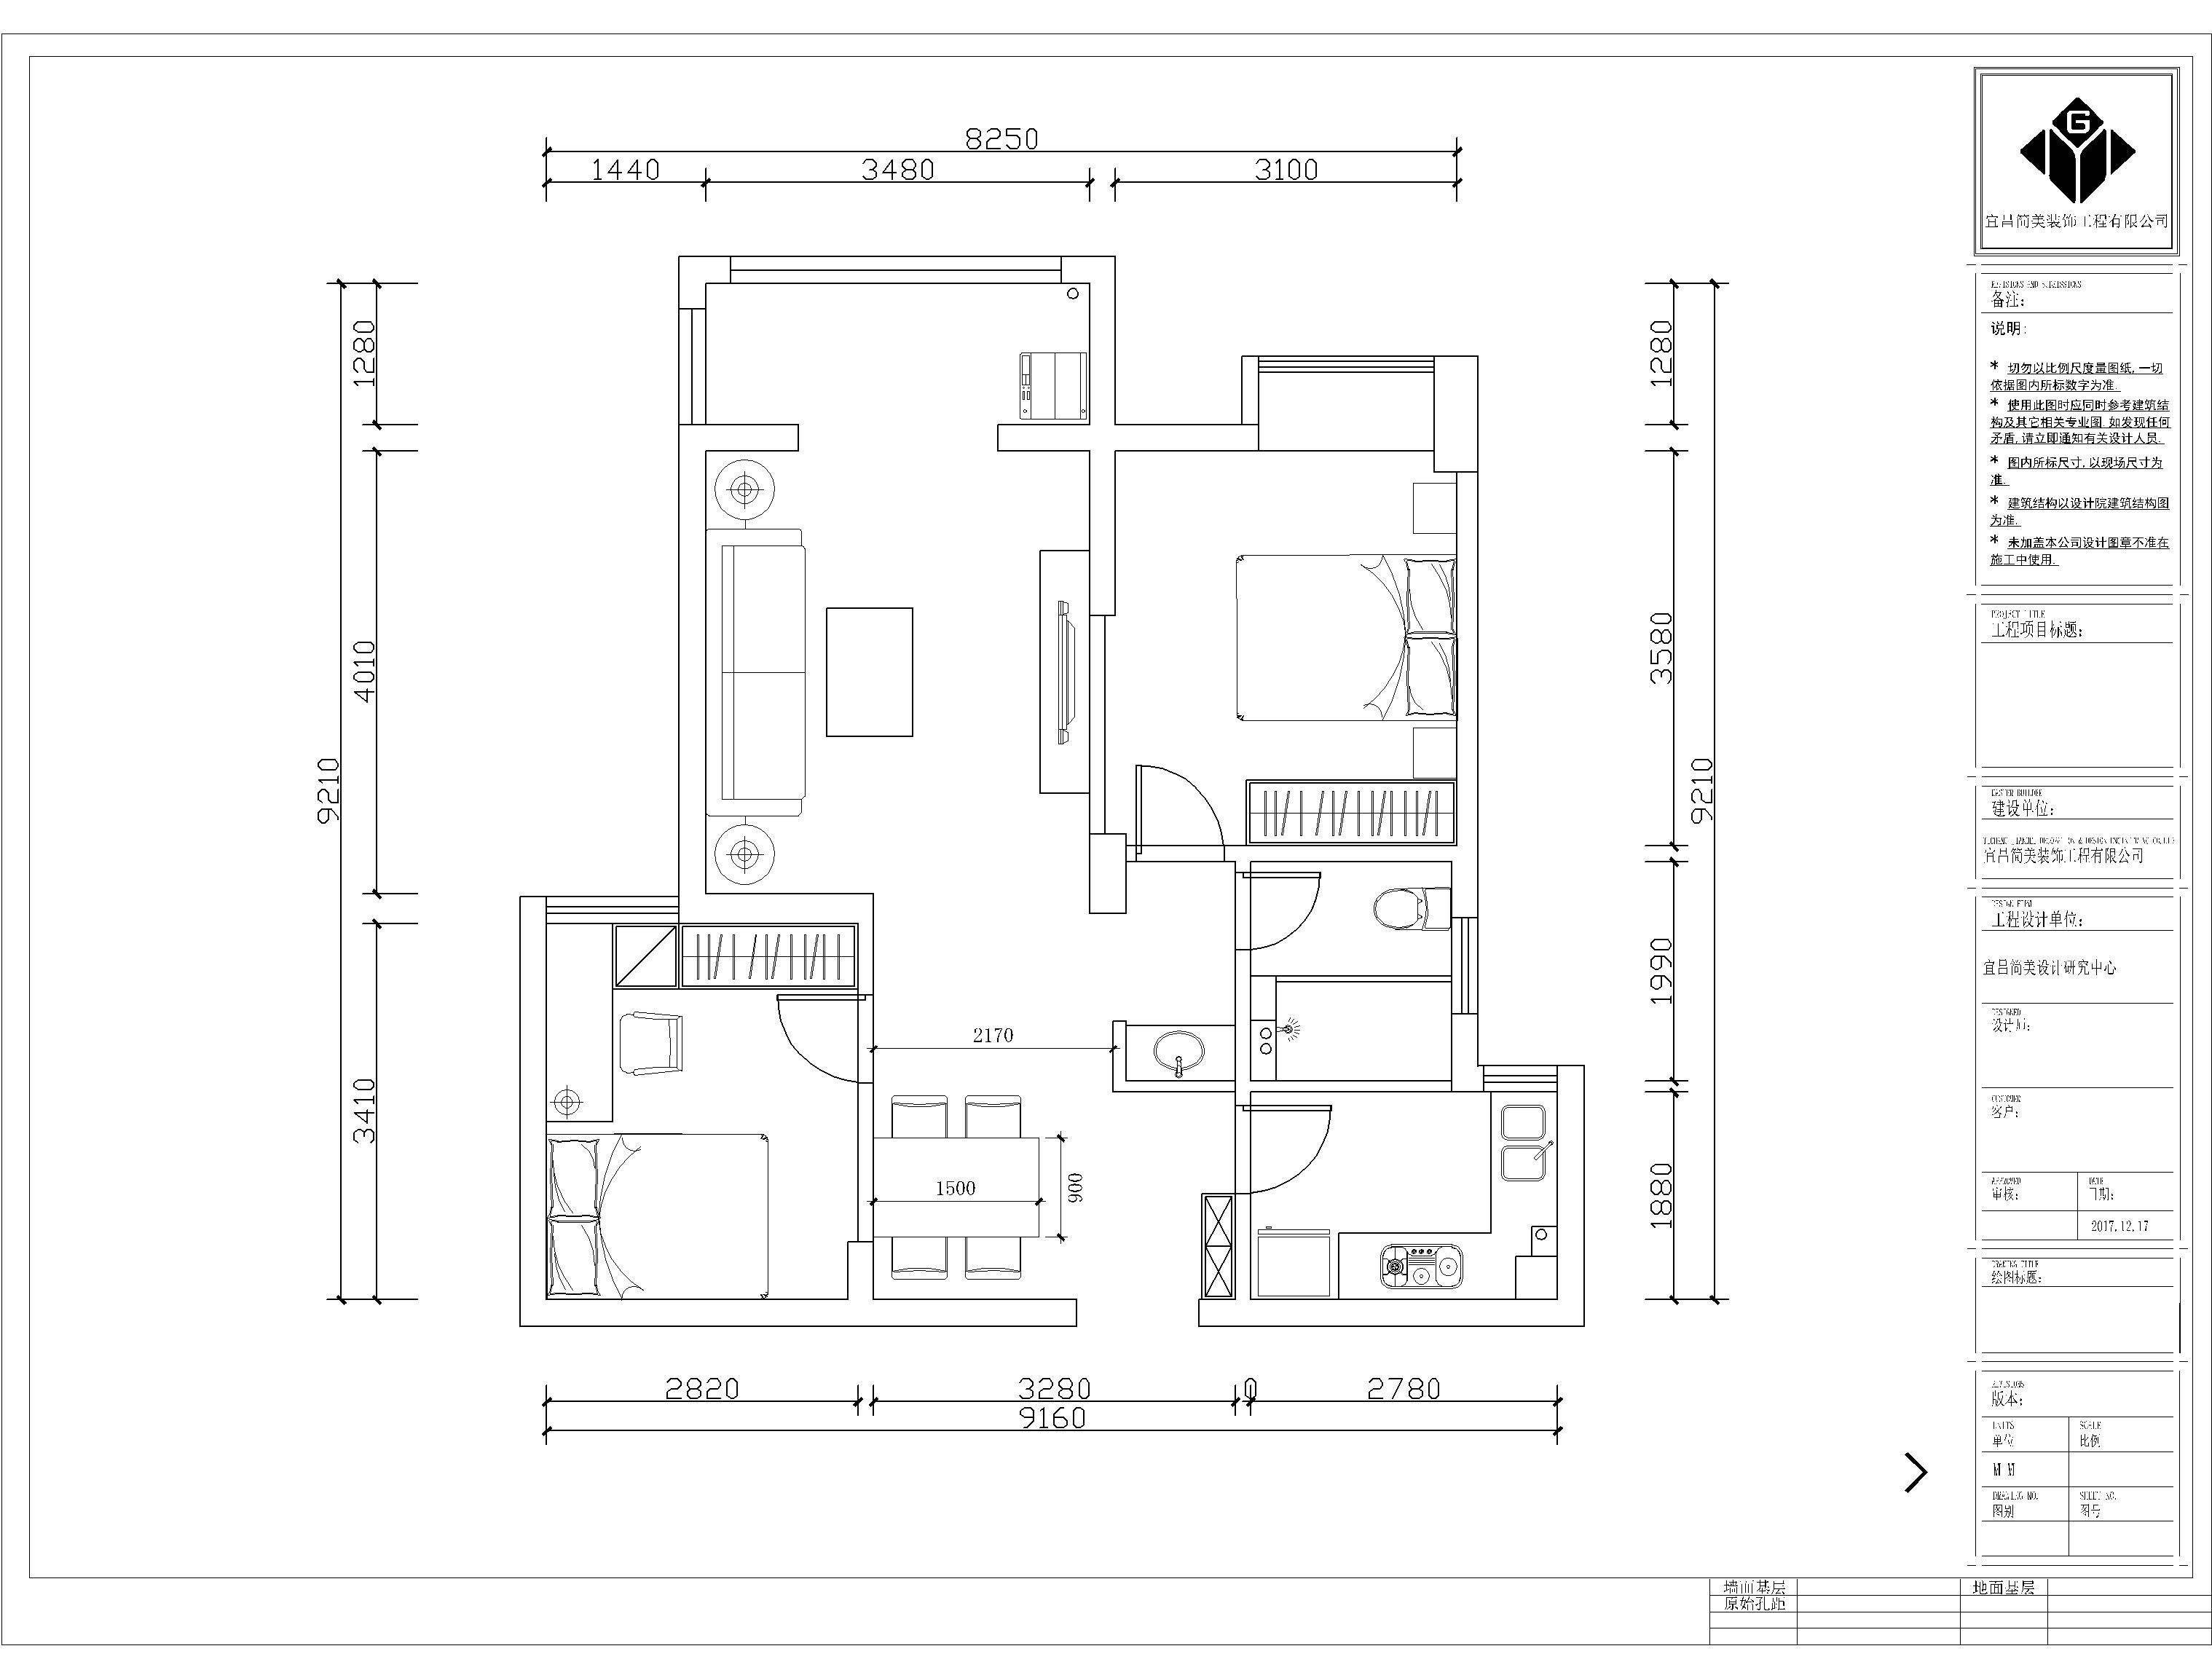 8250
1440
3480
3100
1280
4010
9210
3410
1280
3580
9210
1990
1880
2170
1500
900
2820
3280
0
2780
9160
G
宜昌简美装饰工程有限公司
备注:
说明:
* 切勿以比例尺度量图纸,一切
依据图内所标数字为准.
* 使用此图时应同时参考建筑结
构及其它相关专业图.如发现任何
矛盾,请立即通知有关设计人员.
* 图内所标尺寸,以现场尺寸为
准.
* 建筑结构以设计院建筑结构图
为准.
* 未加盖本公司设计图章不准在
施工中使用.
PROJECT TITLE
工程项目标题:
建设单位:
宜昌简美装饰工程有限公司
工程设计单位:
宜昌简美设计研究中心
DESIGNED
设计师:
CUSTOMER
客户:
APPROVED
审核:
DATE
日期:
2017.12.17
DRAWING TITLE
绘图标题:
版本:
UNITS
单位
SCALE
比例
M M
DRAWING NO.
图别
SHEET NO.
图号
墙面基层
地面基层
原始孔距